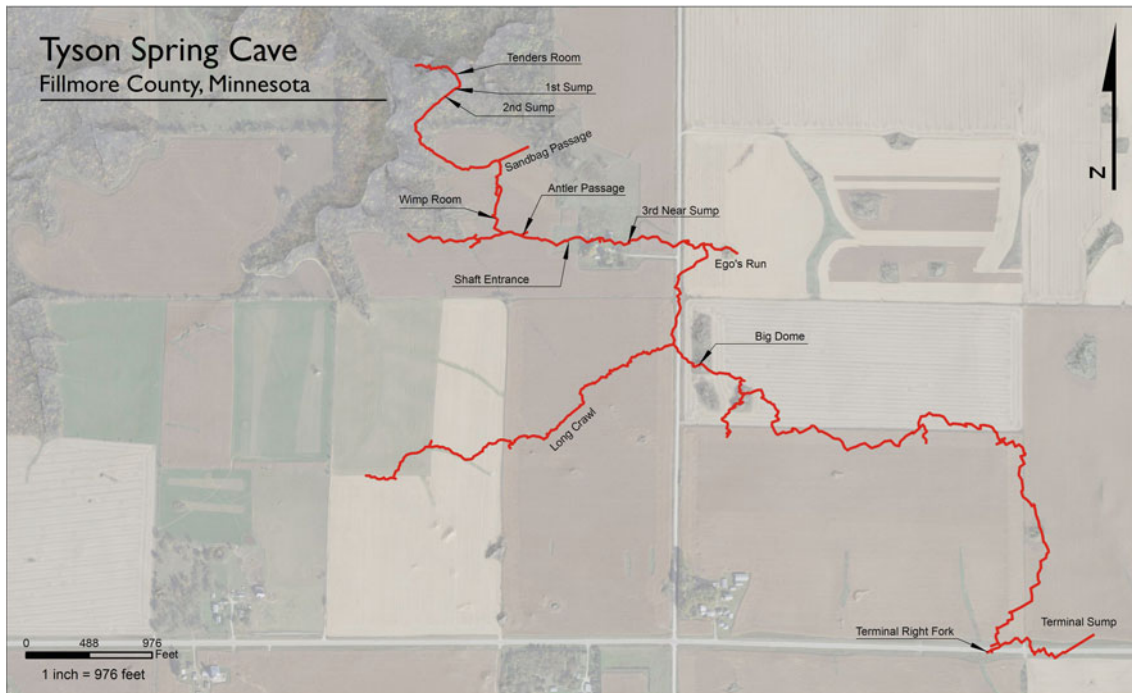 Tyson Spring Cave
Fillmore County, Minnesota
Tenders Room
1st Sump
2nd Sump
Sandbag Passage
Wimp Room
Antler Passage
3rd Near Sump
Shaft Entrance
Ego's Run
Big Dome
Long Crawl
Terminal Right Fork
Terminal Sump
N
0 488 976
Feet
1 inch = 976 feet